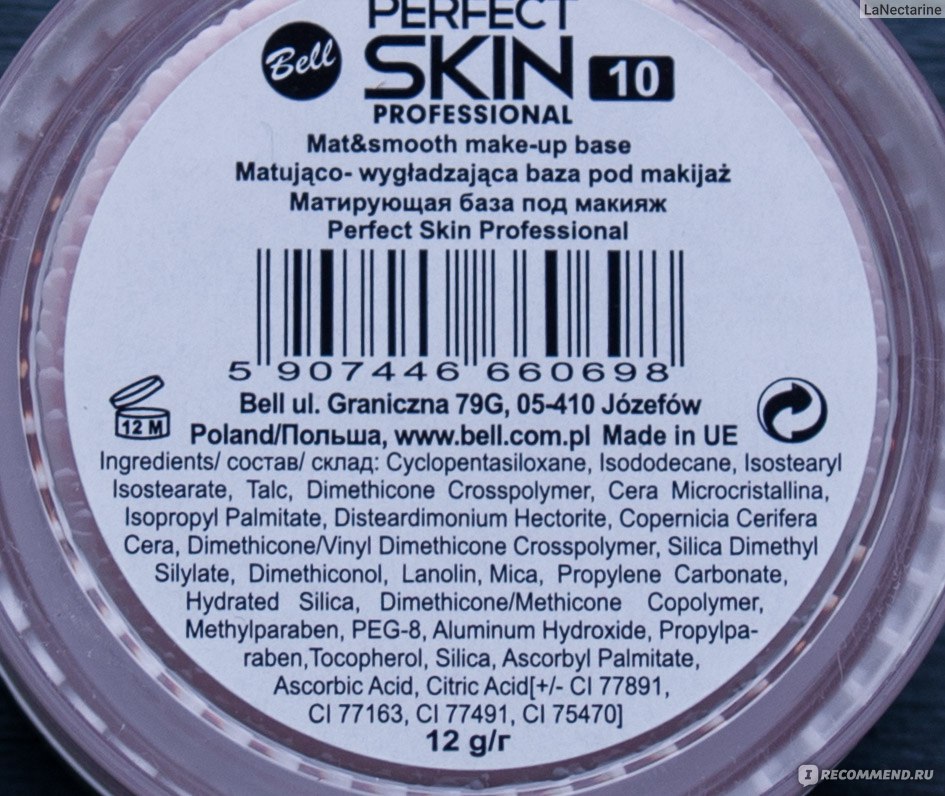 LaNectarine
IRECOMMEND.RU
PERFECT
Bell
SKIN 10
PROFESSIONAL
Mat&smooth make-up base
Matująco- wygładzająca baza pod makijaż
Матирующая база под макияж
Perfect Skin Professional
5 907446 660698
Bell ul. Graniczna 79G, 05-410 Józefów
12 M
Poland/Польша, www.bell.com.pl Made in UE
Ingredients/ состав/ склад: Cyclopentasiloxane, Isododecane, Isostearyl
Isostearate, Talc, Dimethicone Crosspolymer, Cera Microcristallina,
Isopropyl Palmitate, Disteardimonium Hectorite, Copernicia Cerifera
Cera, Dimethicone/Vinyl Dimethicone Crosspolymer, Silica Dimethyl
Silylate, Dimethiconol, Lanolin, Mica, Propylene Carbonate,
Hydrated Silica, Dimethicone/Methicone Copolymer,
Methylparaben, PEG-8, Aluminum Hydroxide, Propylpa-
raben,Tocopherol, Silica, Ascorbyl Palmitate,
Ascorbic Acid, Citric Acid[+/- CI 77891,
CI 77163, CI 77491, CI 75470]
12 g/г
I RECOMMEND.RU